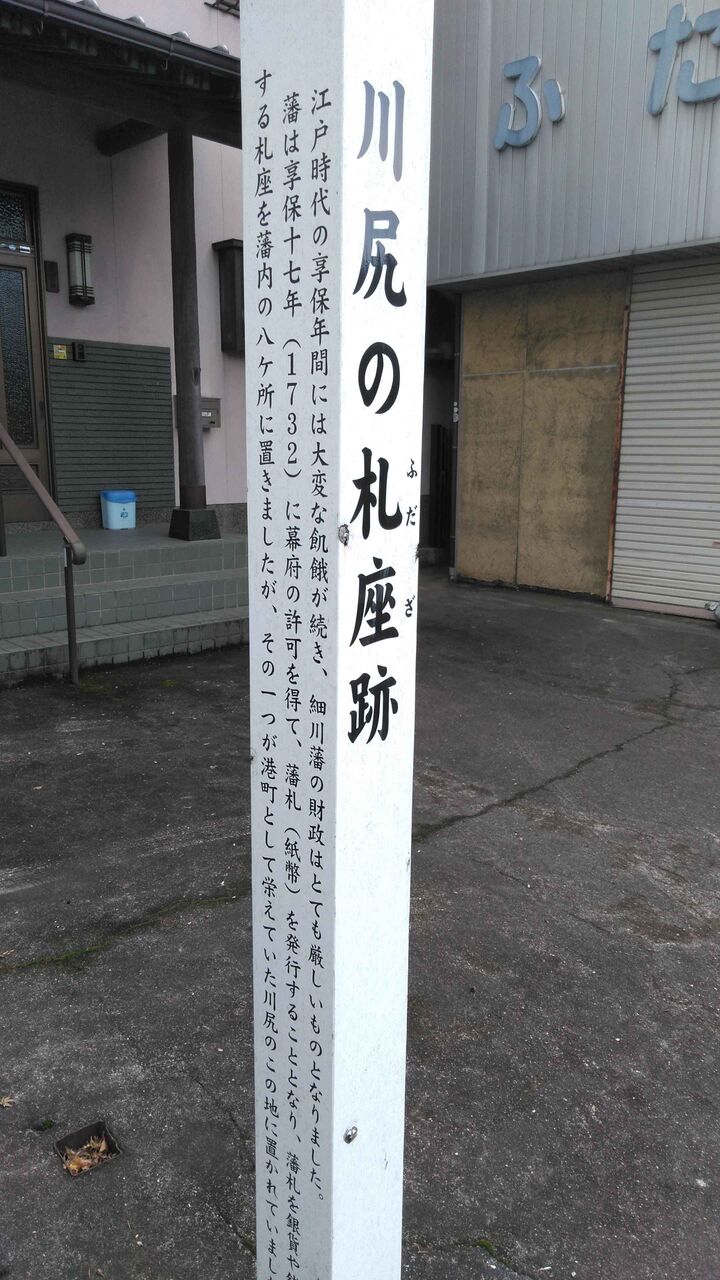 川尻の札座跡
ふだ ざ
江戸時代の享保年間には大変な飢餓が続き、細川藩の財政はとても厳しいものとなりました。
藩は享保十七年（1732）に幕府の許可を得て、藩札（紙幣）を発行することとなり、藩札を銀貨や
する札座を藩内の八ケ所に置きましたが、その一つが港町として栄えていた川尻のこの地に置かれていまし
ふた